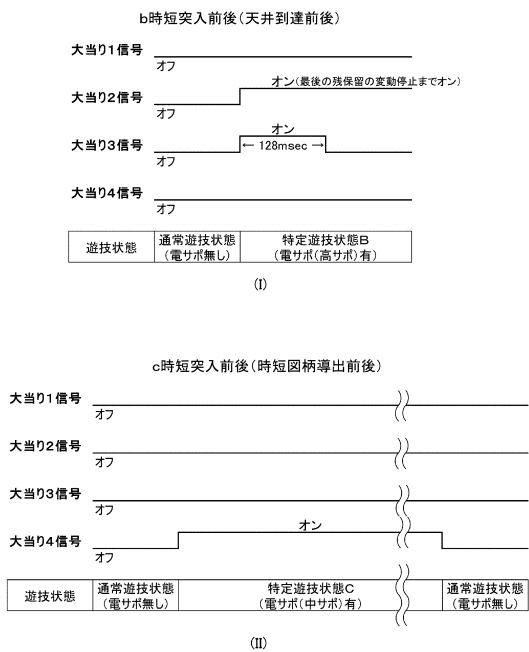 b時短突入前後(天井到達前後)
大当り1信号
オフ
オン(最後の残保留の変動停止までオン)
大当り2信号
オフ
オン
大当り3信号
← 128msec →
オフ
大当り4信号
オフ
遊技状態
通常遊技状態
(電サポ無し)
特定遊技状態B
(電サポ(高サポ)有)
(I)
c時短突入前後(時短図柄導出前後)
大当り1信号
オフ
大当り2信号
オフ
大当り3信号
オフ
オン
大当り4信号
オフ
遊技状態
通常遊技状態
(電サポ無し)
特定遊技状態C
(電サポ(中サポ)有)
通常遊技状態
(電サポ無し)
(II)